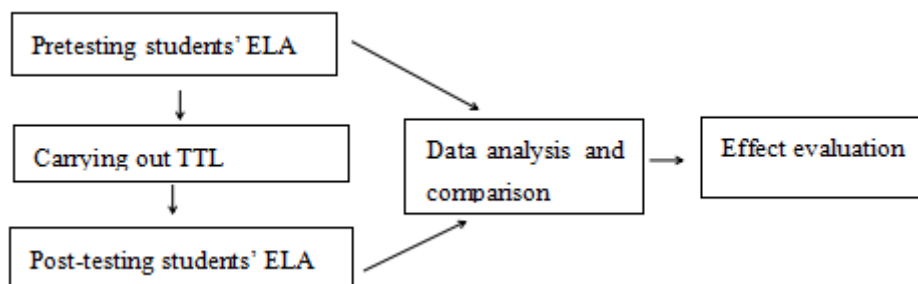 Pretesting students’ ELA
Carrying out TTL
Post-testing students’ ELA
Data analysis and
comparison
Effect evaluation